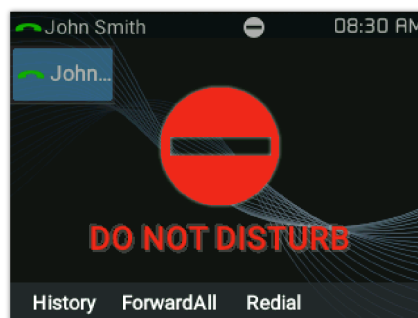 John Smith 08:30 AM
John...
DO NOT DISTURB
History ForwardAll Redial